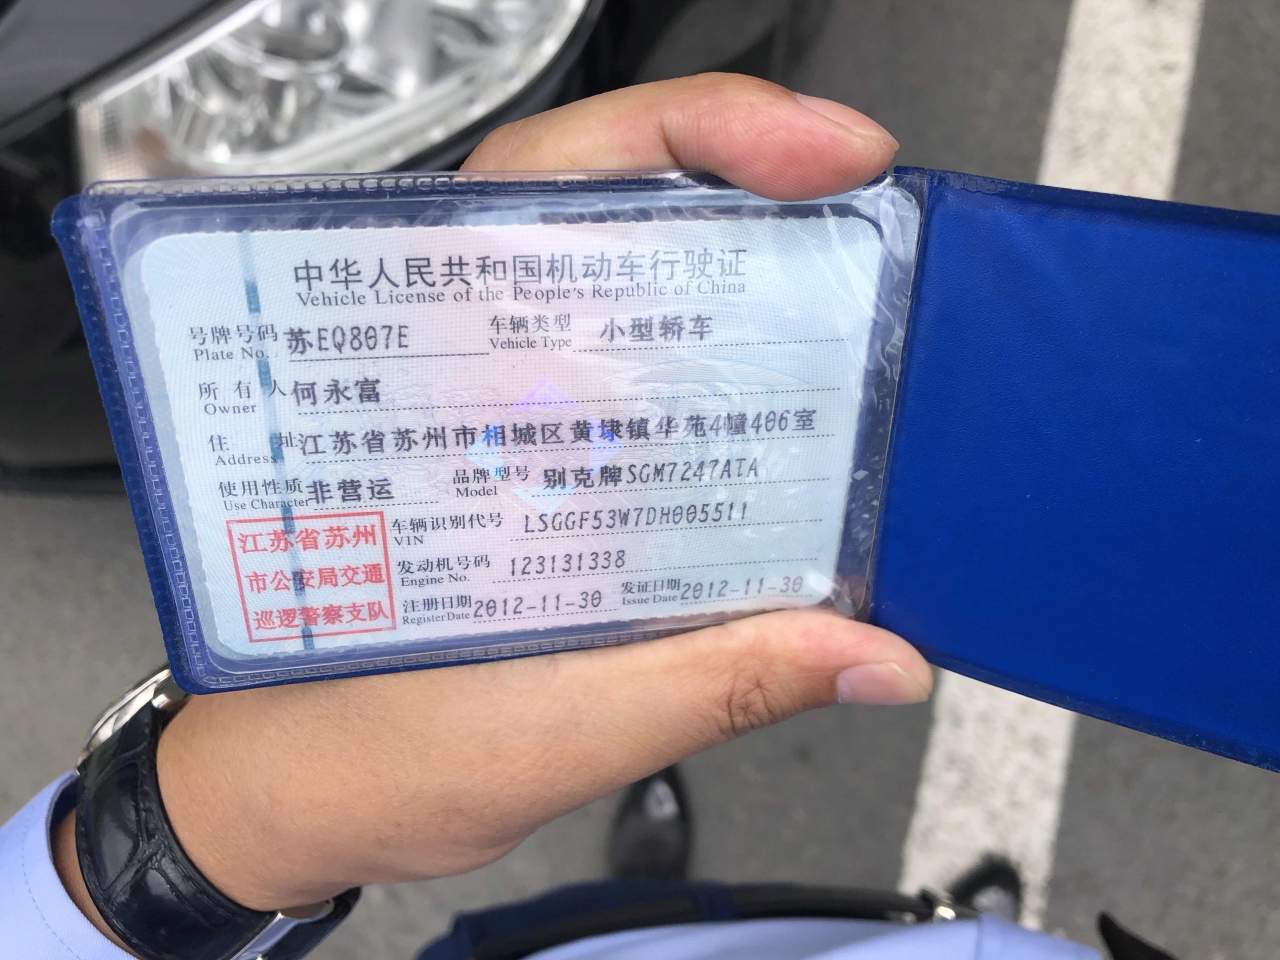 中华人民共和国机动车行驶证
Vehicle License of the People's Republic of China
号牌号码 苏EQ807E 车辆类型 小型轿车
Plate No. Vehicle Type
所有人 何永富
Owner
住址 江苏省苏州市相城区黄埭镇华苑4幢406室
Address
使用性质 非营运 品牌型号 别克牌SGM7247ATA
Use Character Model
车辆识别代号 LSGGF53W7DH005511
VIN
发动机号码 123131338
Engine No.
注册日期 2012-11-30 发证日期 2012-11-30
Register Date Issue Date
江苏省苏州
市公安局交通
巡逻警察支队